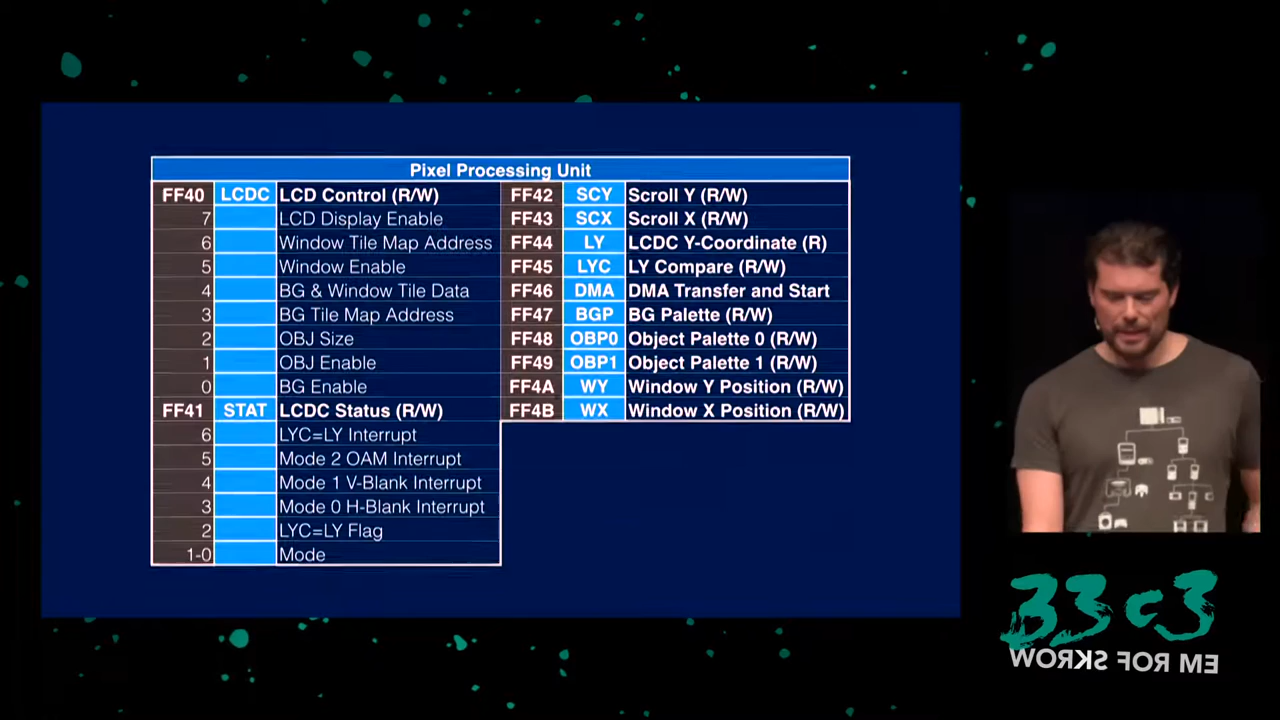 Pixel Processing Unit
FF40 LCDC LCD Control (R/W)
7 LCD Display Enable
6 Window Tile Map Address
5 Window Enable
4 BG & Window Tile Data
3 BG Tile Map Address
2 OBJ Size
1 OBJ Enable
0 BG Enable
FF41 STAT LCDC Status (R/W)
6 LYC=LY Interrupt
5 Mode 2 OAM Interrupt
4 Mode 1 V-Blank Interrupt
3 Mode 0 H-Blank Interrupt
2 LYC=LY Flag
1-0 Mode
FF42 SCY Scroll Y (R/W)
FF43 SCX Scroll X (R/W)
FF44 LY LCDC Y-Coordinate (R)
FF45 LYC LY Compare (R/W)
FF46 DMA DMA Transfer and Start
FF47 BGP BG Palette (R/W)
FF48 OBP0 Object Palette 0 (R/W)
FF49 OBP1 Object Palette 1 (R/W)
FF4A WY Window Y Position (R/W)
FF4B WX Window X Position (R/W)
33c3
WORKS FOR ME